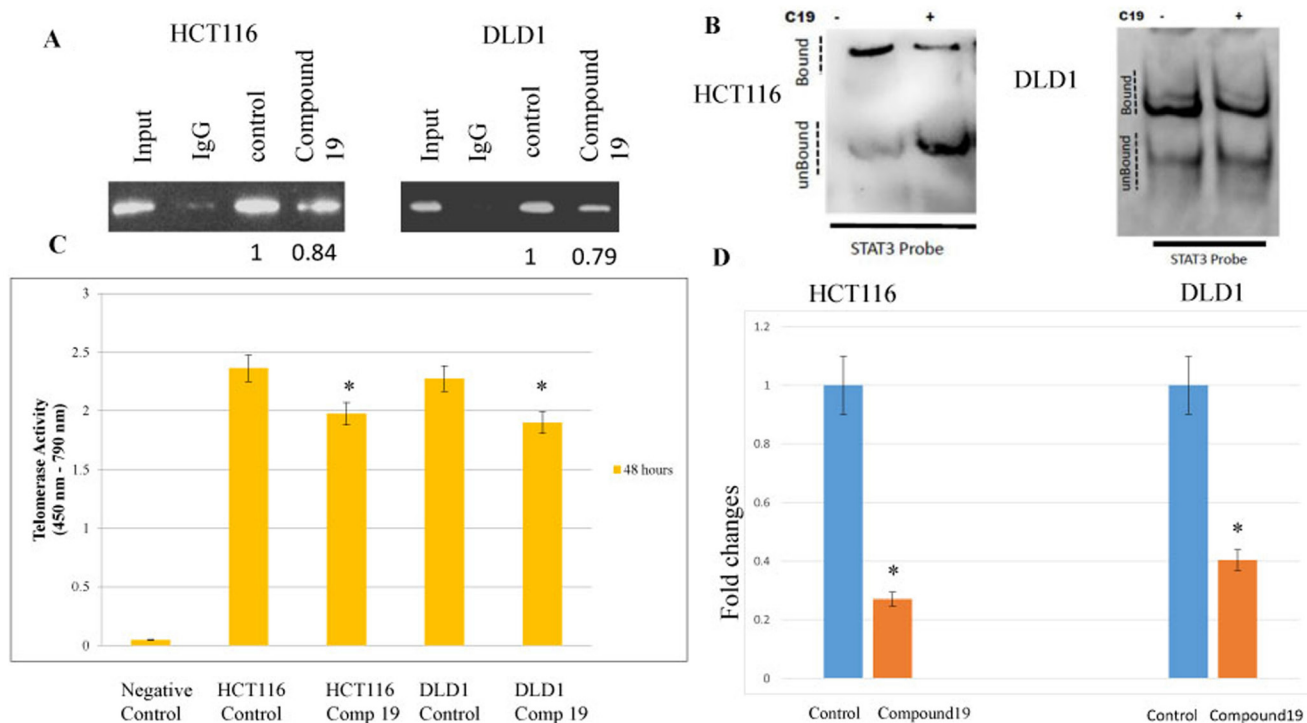 A
HCT116
DLD1
Input
IgG
control
Compound
19
Input
IgG
control
Compound
19
1 0.84
1 0.79
B
C19 - +
HCT116
Bound
unBound
STAT3 Probe
DLD1
C19 - +
Bound
unBound
STAT3 Probe
C
3
2.5
2
1.5
1
0.5
0
Telomerase Activity
(450 nm - 790 nm)
*
*
48 hours
Negative
Control
HCT116
Control
HCT116
Comp 19
DLD1
Control
DLD1
Comp 19
D
HCT116
DLD1
1.2
1
0.8
0.6
0.4
0.2
0
Fold changes
*
*
Control
Compound19
Control
Compound19